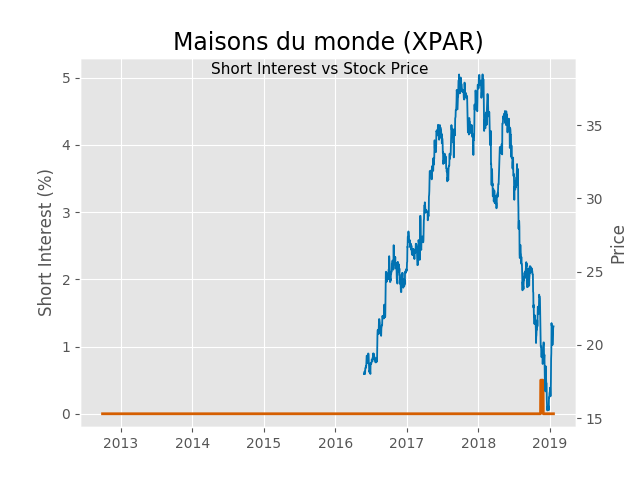 Maisons du monde (XPAR)
Short Interest vs Stock Price
Short Interest (%)
5
4
3
2
1
0
35
30
25
20
15
Price
2013 2014 2015 2016 2017 2018 2019